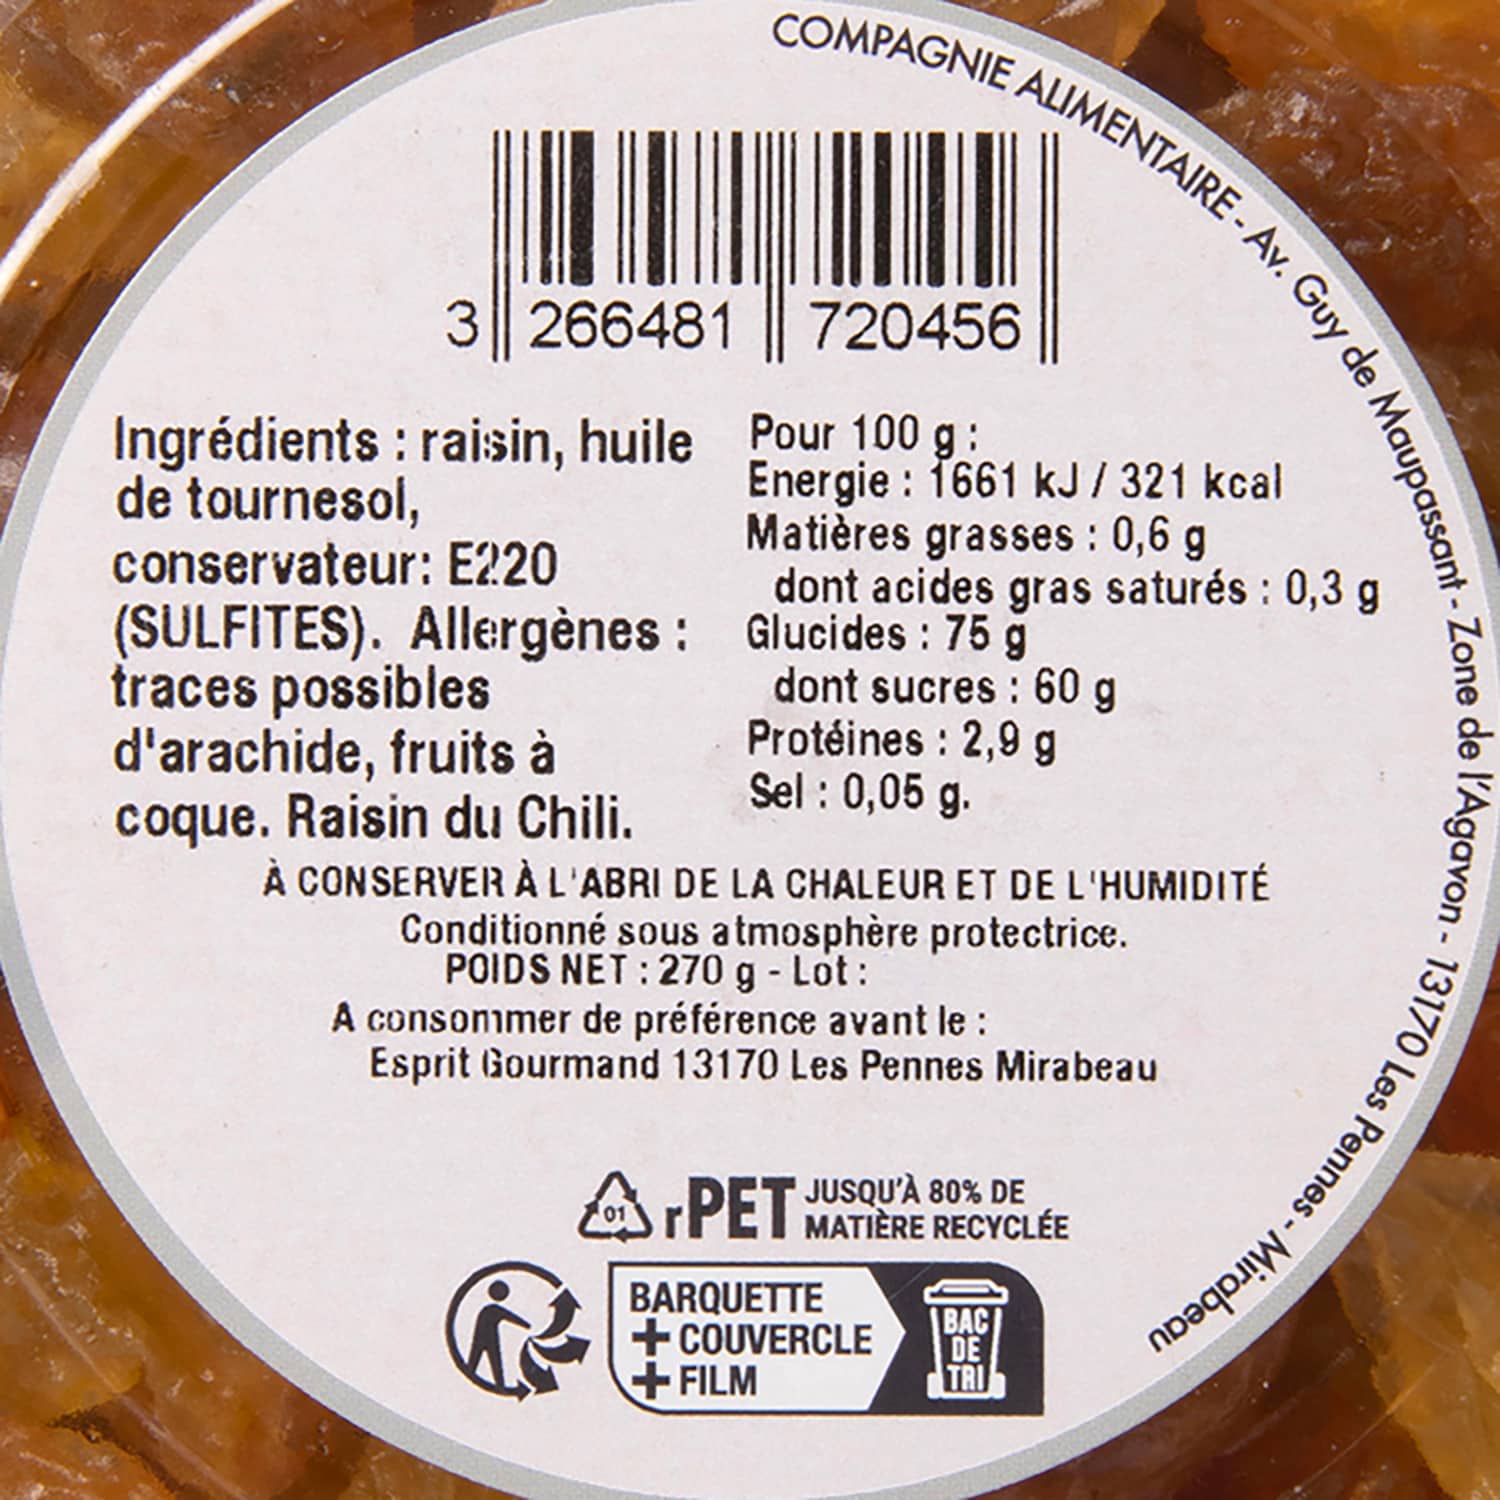 COMPAGNIE ALIMENTAIRE - Av. Guy de Maupassant - Zone de l'Agavon - 13170 Les Pennes - Mirabeau
3 266481 720456
Ingrédients : raisin, huile
de tournesol,
conservateur: E220
(SULFITES). Allergènes :
traces possibles
d'arachide, fruits à
coque. Raisin du Chili.
Pour 100 g :
Energie : 1661 kJ / 321 kcal
Matières grasses : 0,6 g
dont acides gras saturés : 0,3 g
Glucides : 75 g
dont sucres : 60 g
Protéines : 2,9 g
Sel : 0,05 g.
À CONSERVER À L'ABRI DE LA CHALEUR ET DE L'HUMIDITÉ
Conditionné sous atmosphère protectrice.
POIDS NET : 270 g - Lot :
A consommer de préférence avant le :
Esprit Gourmand 13170 Les Pennes Mirabeau
01 rPET JUSQU'À 80% DE
MATIÈRE RECYCLÉE
BARQUETTE
+ COUVERCLE
+ FILM
BAC
DE
TRI